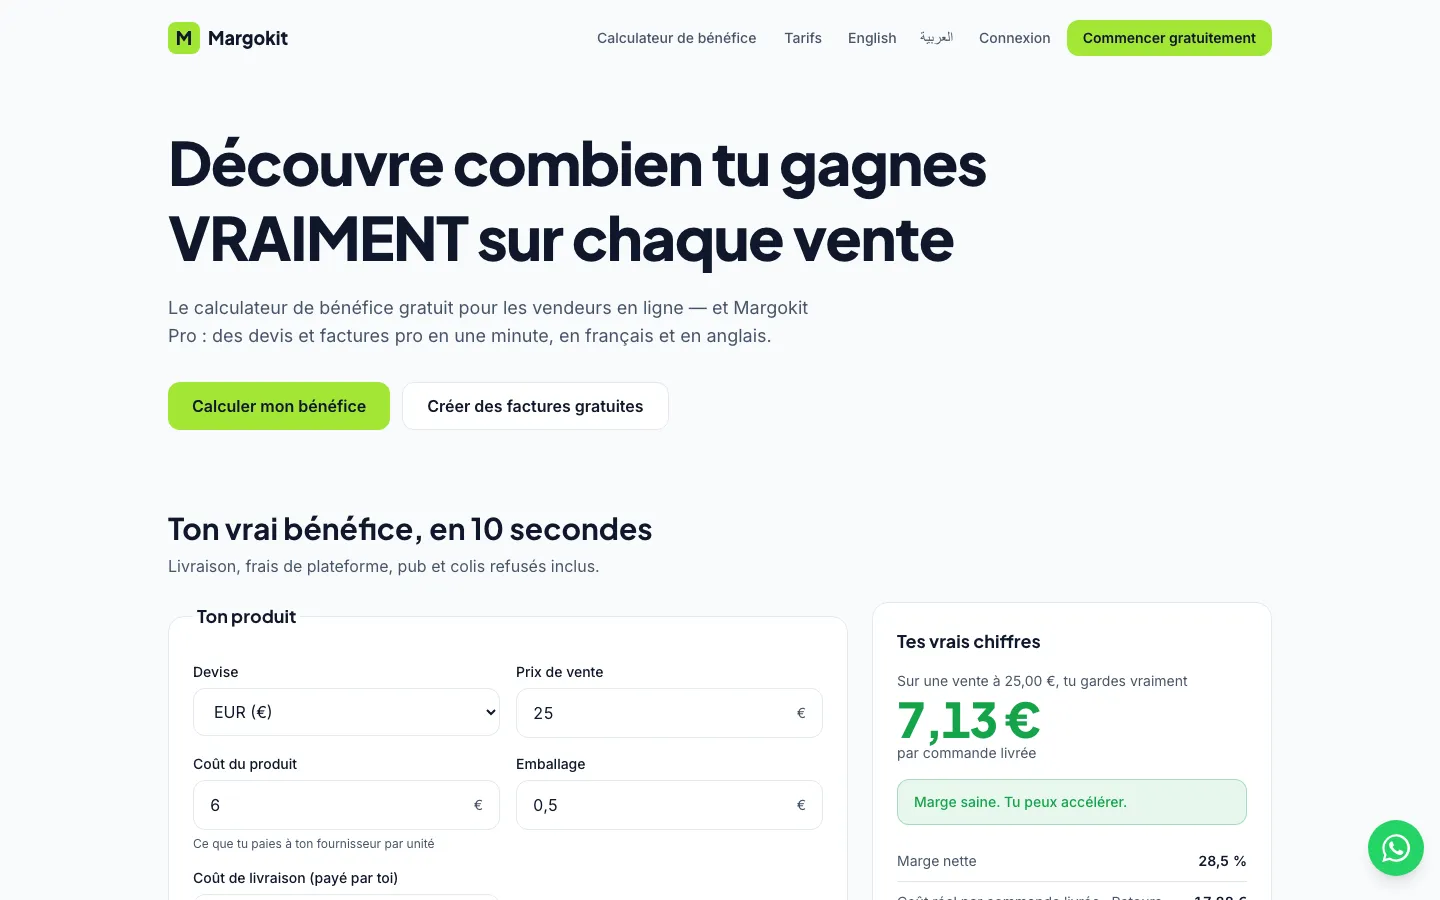 M Margokit
Calculateur de bénéfice
Tarifs
English
العربية
Connexion
Commencer gratuitement
Découvre combien tu gagnes
VRAIMENT sur chaque vente
Le calculateur de bénéfice gratuit pour les vendeurs en ligne — et Margokit
Pro : des devis et factures pro en une minute, en français et en anglais.
Calculer mon bénéfice
Créer des factures gratuites
Ton vrai bénéfice, en 10 secondes
Livraison, frais de plateforme, pub et colis refusés inclus.
Ton produit
Devise
EUR (€)
Prix de vente
25 €
Coût du produit
6 €
Ce que tu paies à ton fournisseur par unité
Emballage
0,5 €
Coût de livraison (payé par toi)
Tes vrais chiffres
Sur une vente à 25,00 €, tu gardes vraiment
7,13 €
par commande livrée
Marge saine. Tu peux accélérer.
Marge nette 28,5 %